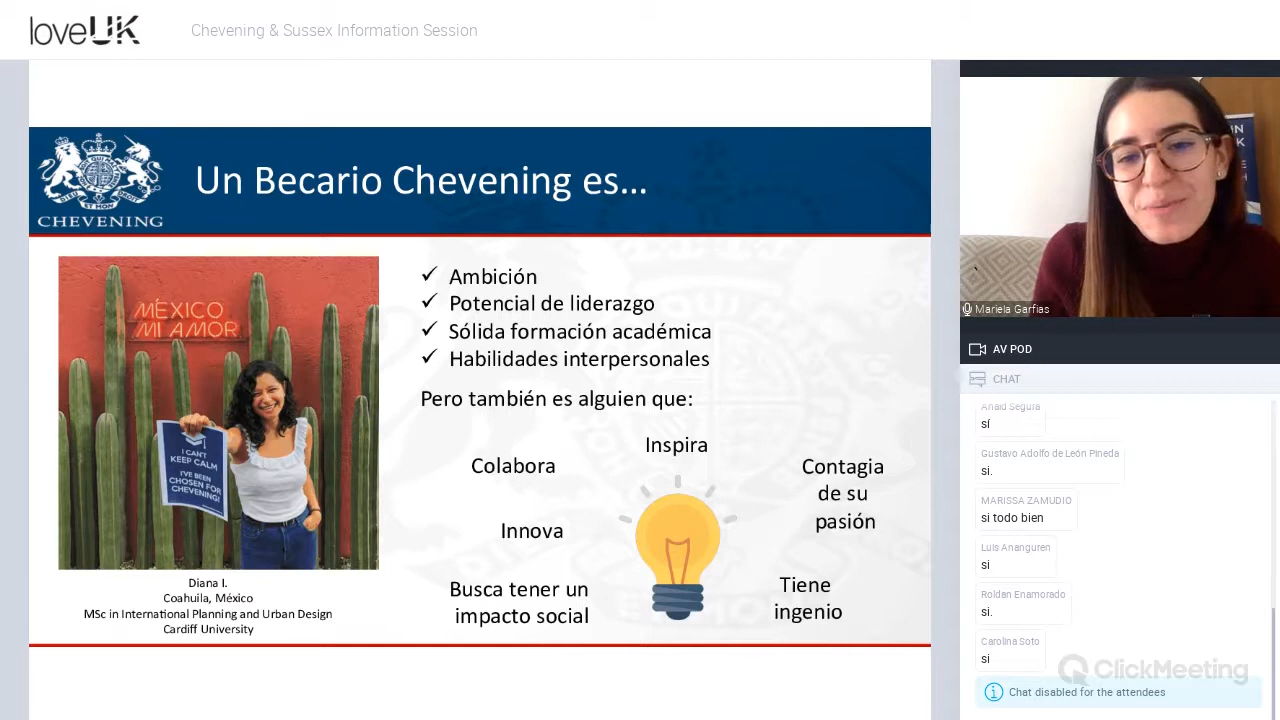 loveUK
Chevening & Sussex Information Session
CHEVENING
Un Becario Chevening es...
MÉXICO
MI AMOR
I CAN'T
KEEP CALM
I'VE BEEN
CHOSEN FOR
CHEVENING!
Diana I.
Coahuila, México
MSc in International Planning and Urban Design
Cardiff University
✓ Ambición
✓ Potencial de liderazgo
✓ Sólida formación académica
✓ Habilidades interpersonales
Pero también es alguien que:
Inspira
Colabora
Contagia
de su
pasión
Innova
Busca tener un
impacto social
Tiene
ingenio
Mariela Garfias
AV POD
CHAT
Anaid Segura
sí
Gustavo Adolfo de León Pineda
si.
MARISSA ZAMUDIO
si todo bien
Luis Ananguren
si
Roldan Enamorado
si.
Carolina Soto
si
ClickMeeting
Chat disabled for the attendees